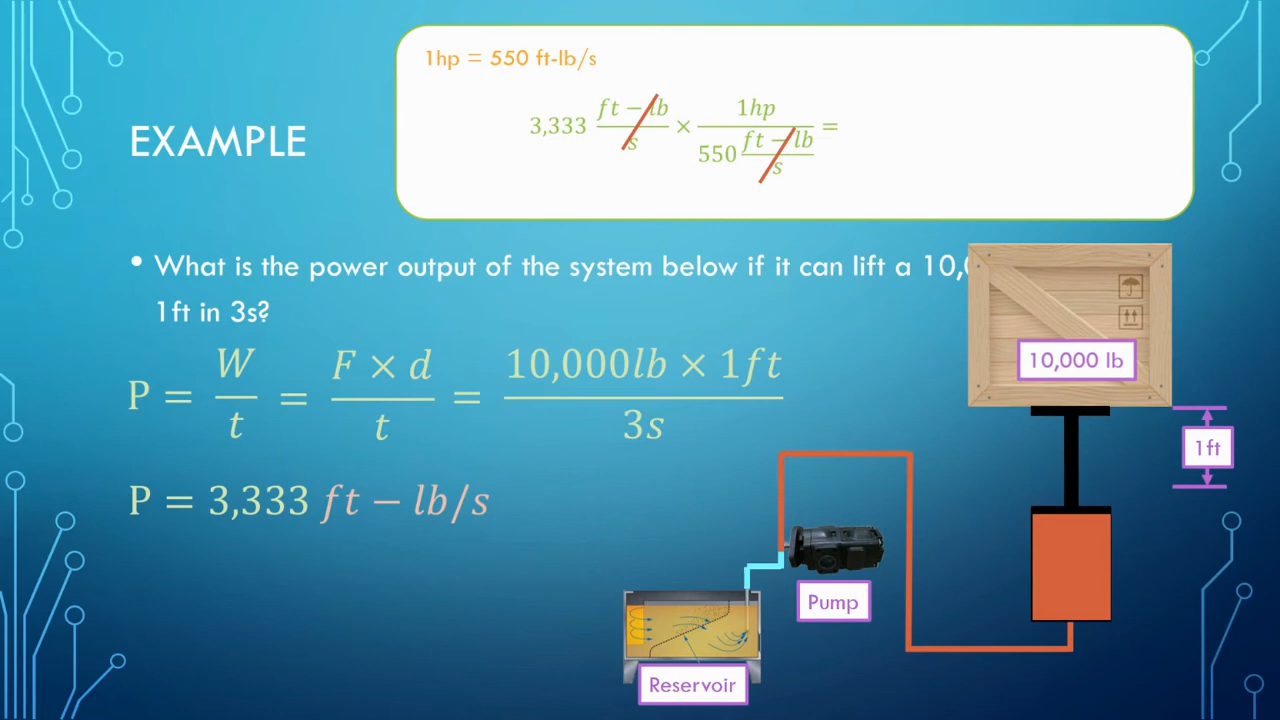 1hp = 550 ft-lb/s
3,333 ft − lb/s × 1hp/550 ft − lb/s =
EXAMPLE
• What is the power output of the system below if it can lift a 10,0
1ft in 3s?
P = W/t = F × d/t = 10,000lb × 1ft/3s
P = 3,333 ft − lb/s
10,000 lb
1ft
Pump
Reservoir